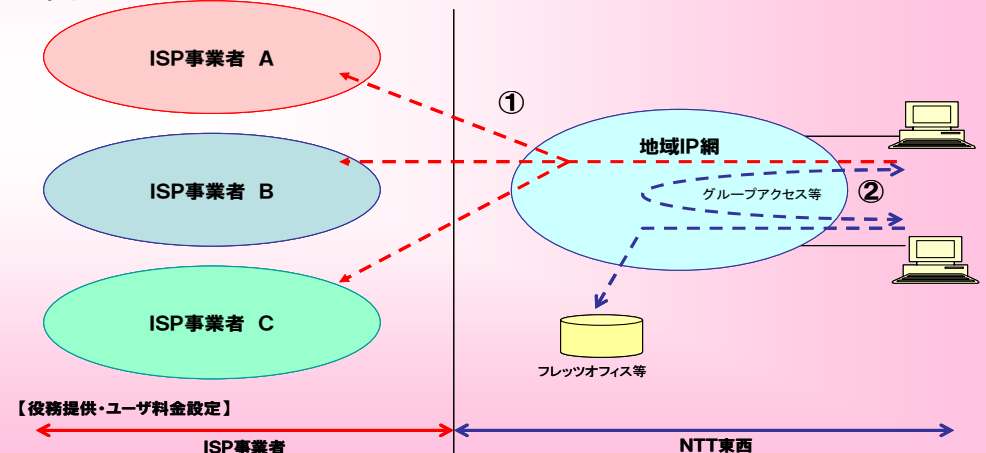 ISP事業者 A
①
地域IP網
ISP事業者 B
グループアクセス等
②
ISP事業者 C
フレッツオフィス等
【役務提供・ユーザ料金設定】
ISP事業者
NTT東西